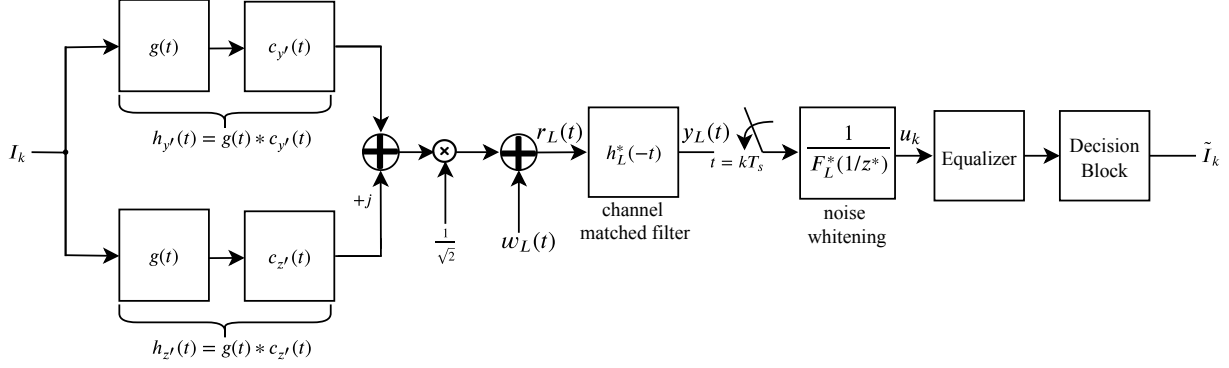 g(t)
c_{y′}(t)
h_{y′}(t) = g(t) * c_{y′}(t)
I_k
+j
1/√2
r_L(t)
w_L(t)
h_L^*(−t)
channel
matched filter
y_L(t)
t = kT_s
1/F_L^*(1/z^*)
noise
whitening
u_k
Equalizer
Decision
Block
Ĩ_k
g(t)
c_{z′}(t)
h_{z′}(t) = g(t) * c_{z′}(t)